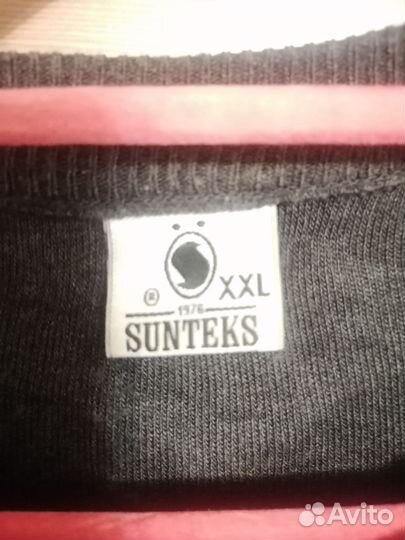 ® XXL
1976
SUNTEKS
Avito